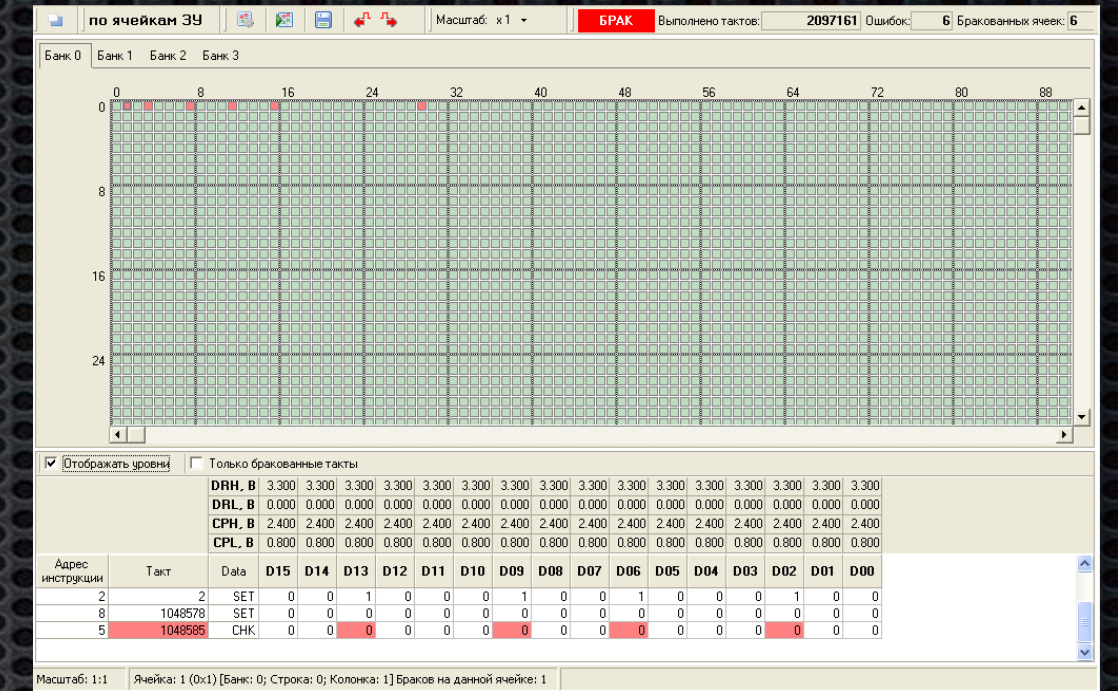 по ячейкам ЗУ Масштаб: x 1 БРАК Выполнено тактов: 2097161 Ошибок: 6 Бракованных ячеек: 6
Банк 0 Банк 1 Банк 2 Банк 3
0 8 16 24 32 40 48 56 64 72 80 88
0
8
16
24
Отображать уровни Только бракованные такты
DRH, В 3.300 3.300 3.300 3.300 3.300 3.300 3.300 3.300 3.300 3.300 3.300 3.300 3.300 3.300 3.300 3.300
DRL, В 0.000 0.000 0.000 0.000 0.000 0.000 0.000 0.000 0.000 0.000 0.000 0.000 0.000 0.000 0.000 0.000
CPH, В 2.400 2.400 2.400 2.400 2.400 2.400 2.400 2.400 2.400 2.400 2.400 2.400 2.400 2.400 2.400 2.400
CPL, В 0.800 0.800 0.800 0.800 0.800 0.800 0.800 0.800 0.800 0.800 0.800 0.800 0.800 0.800 0.800 0.800
Адрес инструкции Такт Data D15 D14 D13 D12 D11 D10 D09 D08 D07 D06 D05 D04 D03 D02 D01 D00
2 2 SET 0 0 1 0 0 0 1 0 0 1 0 0 0 1 0 0
8 1048578 SET 0 0 0 0 0 0 0 0 0 0 0 0 0 0 0 0
5 1048585 CHK 0 0 0 0 0 0 0 0 0 0 0 0 0 0 0 0
Масштаб: 1:1 Ячейка: 1 (0x1) [Банк: 0; Строка: 0; Колонка: 1] Браков на данной ячейке: 1